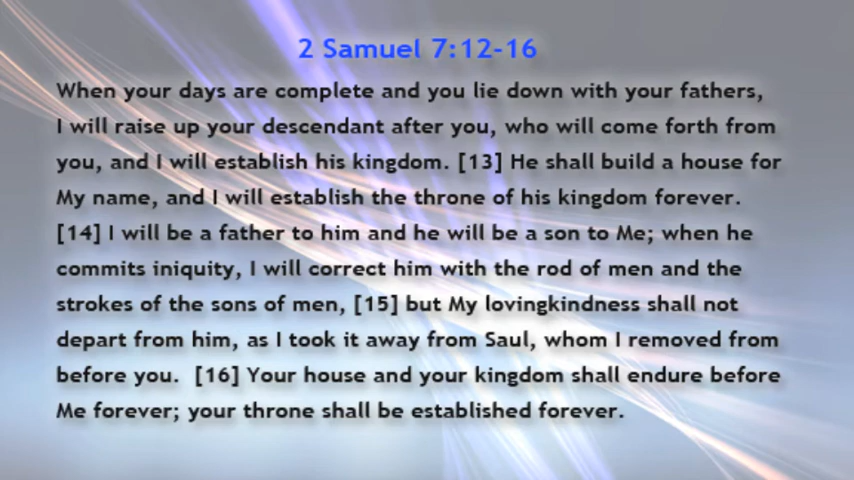 2 Samuel 7:12-16
When your days are complete and you lie down with your fathers,
I will raise up your descendant after you, who will come forth from
you, and I will establish his kingdom. [13] He shall build a house for
My name, and I will establish the throne of his kingdom forever.
[14] I will be a father to him and he will be a son to Me; when he
commits iniquity, I will correct him with the rod of men and the
strokes of the sons of men, [15] but My lovingkindness shall not
depart from him, as I took it away from Saul, whom I removed from
before you. [16] Your house and your kingdom shall endure before
Me forever; your throne shall be established forever.